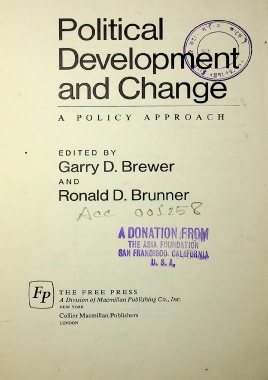 Political
Development
and Change
A POLICY APPROACH
EDITED BY
Garry D. Brewer
AND
Ronald D. Brunner
Acc 005258
A DONATION FROM
THE ASIA FOUNDATION
SAN FRANCISCO, CALIFORNIA
U. S. A.
FP
THE FREE PRESS
A Division of Macmillan Publishing Co., Inc.
NEW YORK
Collier Macmillan Publishers
LONDON